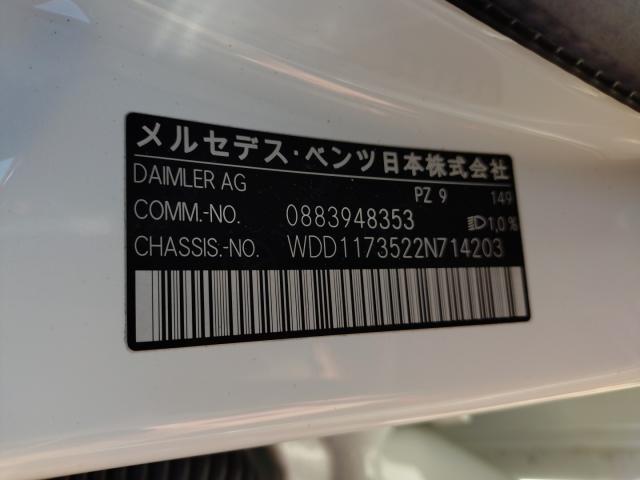 メルセデス・ベンツ日本株式会社
DAIMLER AG PZ 9 149
COMM.-NO. 0883948353 1,0%
CHASSIS.-NO. WDD1173522N714203